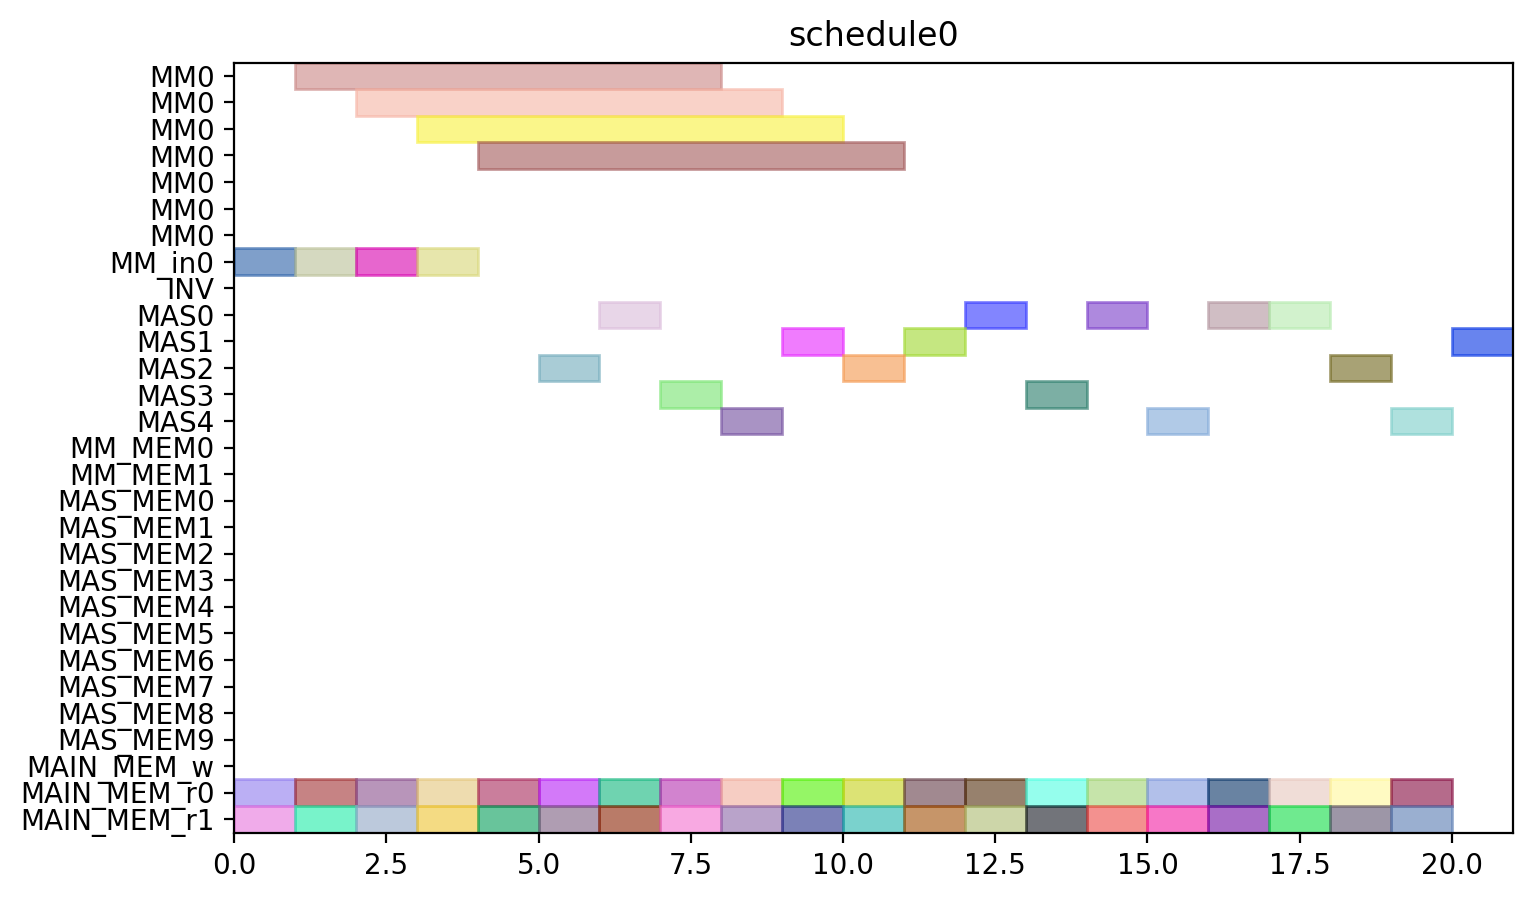 schedule0
MM0
MM0
MM0
MM0
MM0
MM0
MM0
MM_in0
INV
MAS0
MAS1
MAS2
MAS3
MAS4
MM_MEM0
MM_MEM1
MAS_MEM0
MAS_MEM1
MAS_MEM2
MAS_MEM3
MAS_MEM4
MAS_MEM5
MAS_MEM6
MAS_MEM7
MAS_MEM8
MAS_MEM9
MAIN_MEM_w
MAIN_MEM_r0
MAIN_MEM_r1
0.0 2.5 5.0 7.5 10.0 12.5 15.0 17.5 20.0